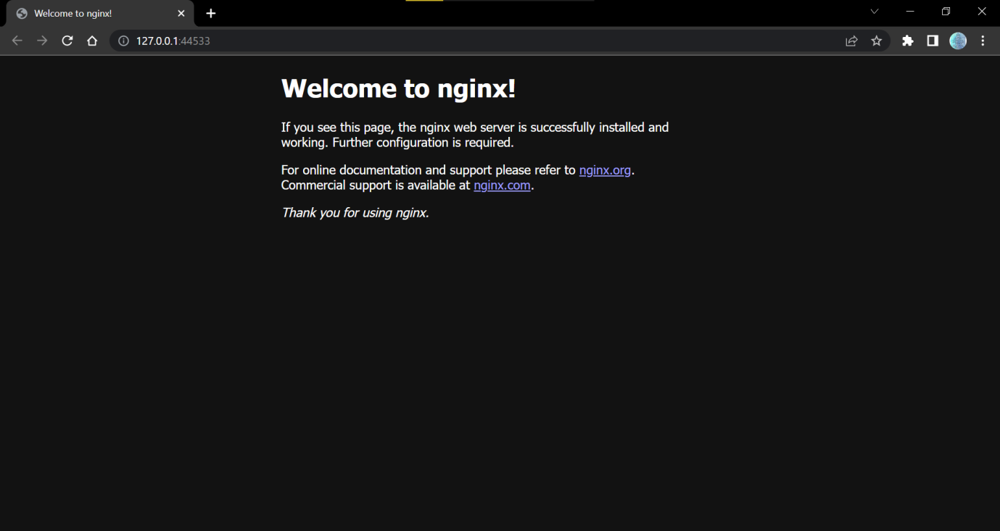 Welcome to nginx!
127.0.0.1:44533
Welcome to nginx!
If you see this page, the nginx web server is successfully installed and
working. Further configuration is required.
For online documentation and support please refer to nginx.org.
Commercial support is available at nginx.com.
Thank you for using nginx.